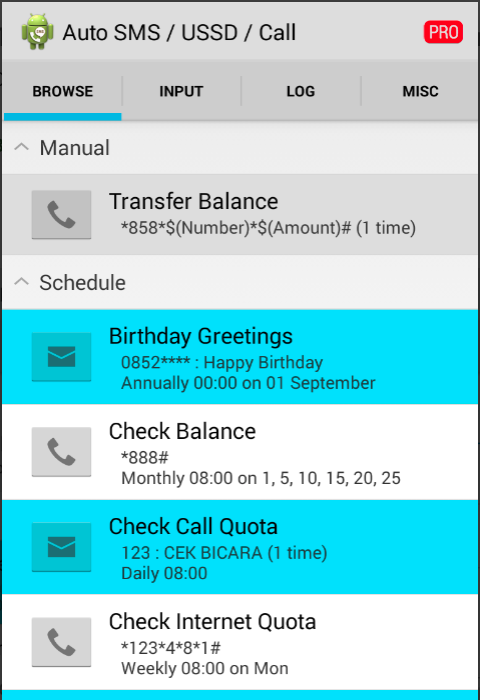 Auto SMS / USSD / Call
PRO
BROWSE
INPUT
LOG
MISC
Manual
Transfer Balance
*858*$(Number)*$(Amount)# (1 time)
Schedule
Birthday Greetings
0852**** : Happy Birthday
Annually 00:00 on 01 September
Check Balance
*888#
Monthly 08:00 on 1, 5, 10, 15, 20, 25
Check Call Quota
123 : CEK BICARA (1 time)
Daily 08:00
Check Internet Quota
*123*4*8*1#
Weekly 08:00 on Mon